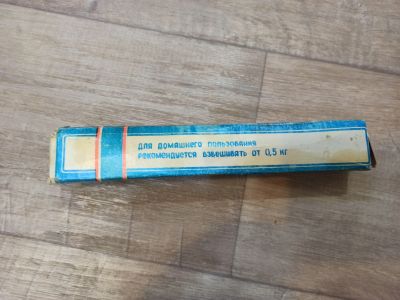 для домашнего пользования
рекомендуется взвешивать от 0,5 кг